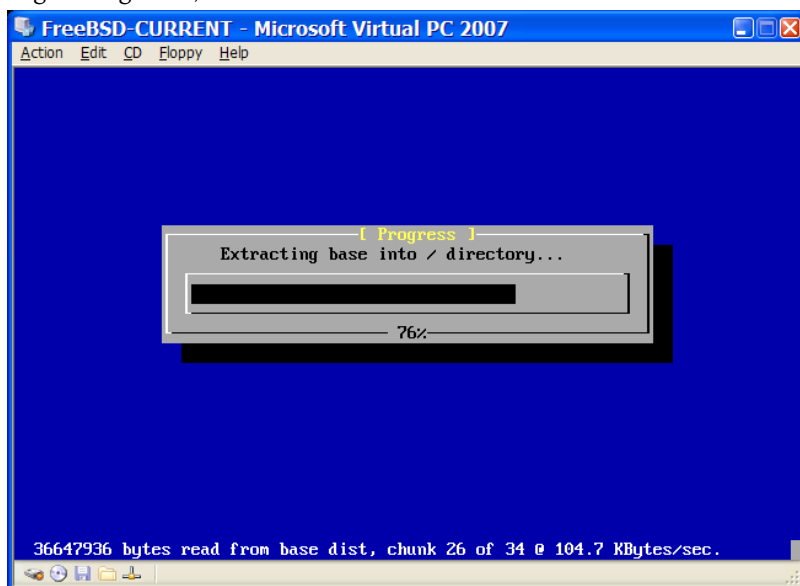 FreeBSD-CURRENT - Microsoft Virtual PC 2007
Action Edit CD Floppy Help
[ Progress ]
Extracting base into / directory...
76%
36647936 bytes read from base dist, chunk 26 of 34 @ 104.7 KBytes/sec.